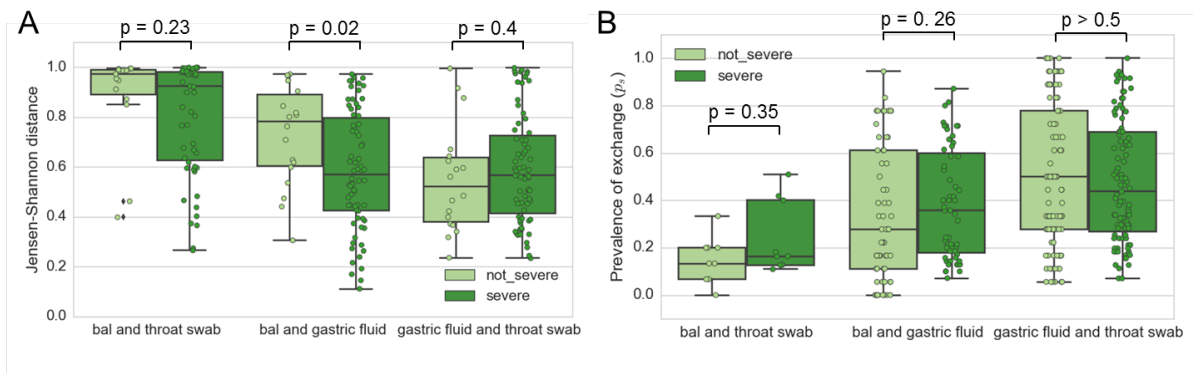 A
p = 0.23
p = 0.02
p = 0.4
Jensen-Shannon distance
1.0
0.8
0.6
0.4
0.2
0.0
not_severe
severe
bal and throat swab
bal and gastric fluid
gastric fluid and throat swab
B
p = 0. 26
p > 0.5
p = 0.35
Prevalence of exchange (pₛ)
1.0
0.8
0.6
0.4
0.2
0.0
not_severe
severe
bal and throat swab
bal and gastric fluid
gastric fluid and throat swab